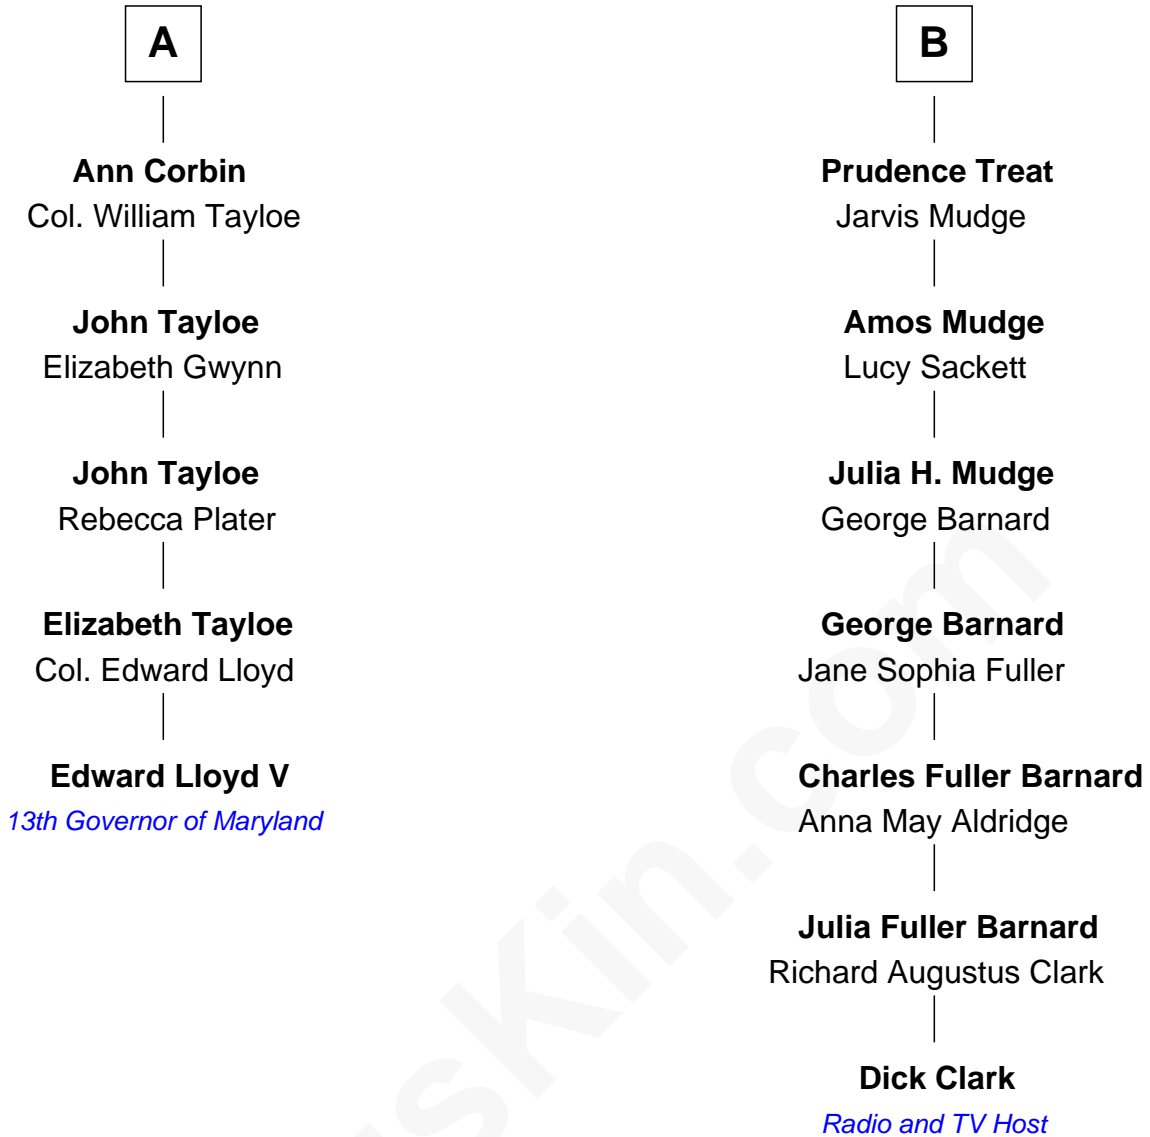 A
Ann Corbin
Col. William Tayloe
John Tayloe
Elizabeth Gwynn
John Tayloe
Rebecca Plater
Elizabeth Tayloe
Col. Edward Lloyd
Edward Lloyd V
13th Governor of Maryland
B
Prudence Treat
Jarvis Mudge
Amos Mudge
Lucy Sackett
Julia H. Mudge
George Barnard
George Barnard
Jane Sophia Fuller
Charles Fuller Barnard
Anna May Aldridge
Julia Fuller Barnard
Richard Augustus Clark
Dick Clark
Radio and TV Host
usKin.com